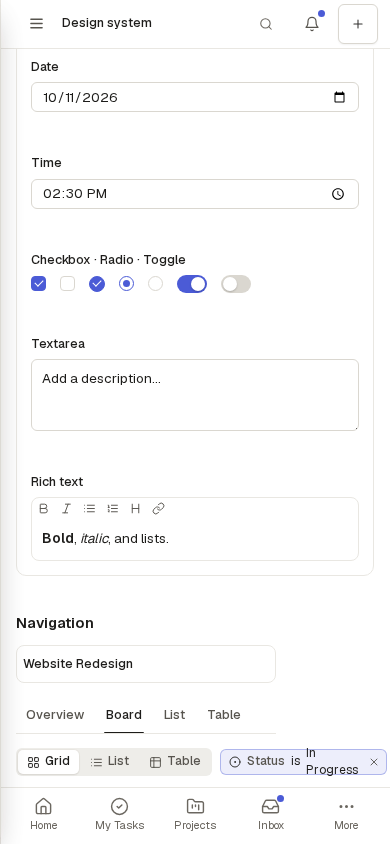 Design system
Date
10/11/2026
Time
02:30 PM
Checkbox · Radio · Toggle
Textarea
Add a description...
Rich text
B I H
Bold, italic, and lists.
Navigation
Website Redesign
Overview Board List Table
Grid List Table Status is In Progress
Home My Tasks Projects Inbox More